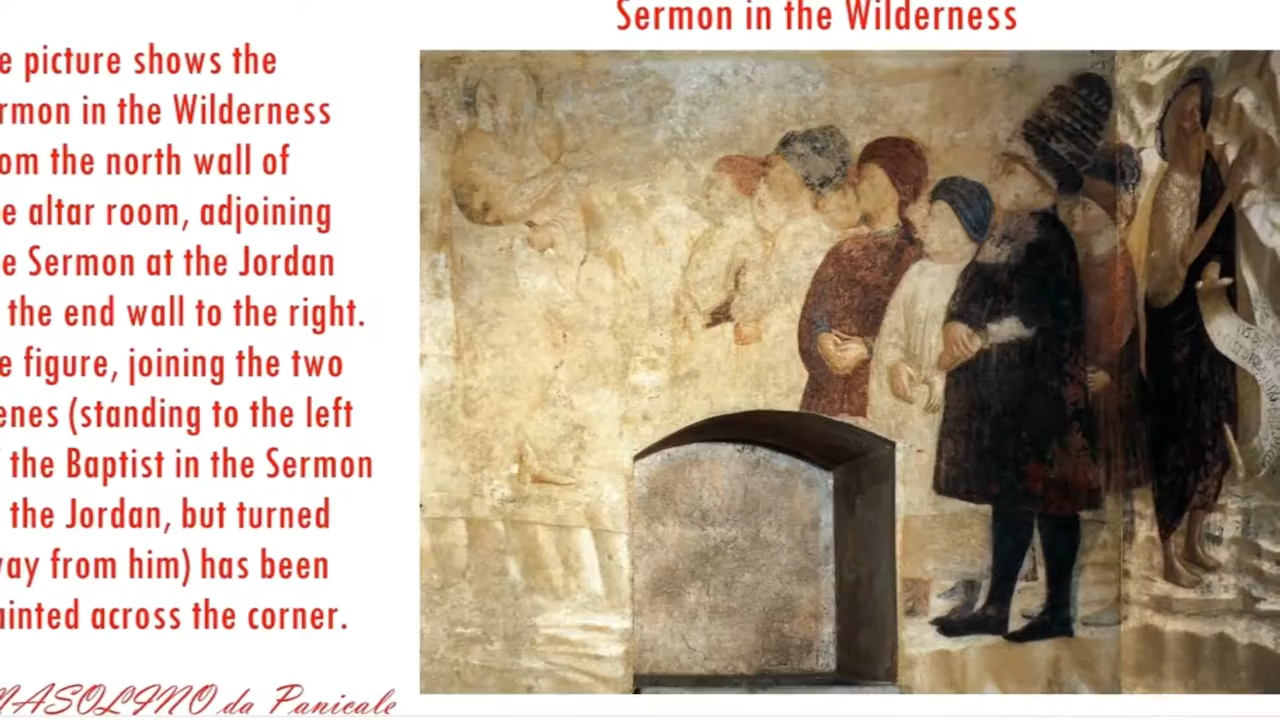 Sermon in the Wilderness
e picture shows the
rmon in the Wilderness
om the north wall of
e altar room, adjoining
e Sermon at the Jordan
the end wall to the right.
e figure, joining the two
enes (standing to the left
the Baptist in the Sermon
the Jordan, but turned
way from him) has been
ainted across the corner.
MASOLINO da Panicale